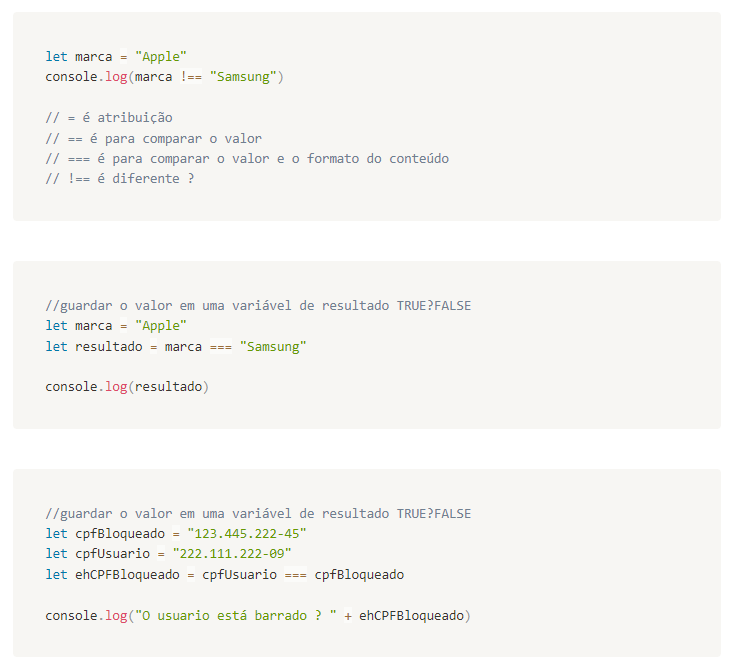 let marca = "Apple"
console.log(marca !== "Samsung")
// = é atribuição
// == é para comparar o valor
// === é para comparar o valor e o formato do conteúdo
// !== é diferente ?
//guardar o valor em uma variável de resultado TRUE?FALSE
let marca = "Apple"
let resultado = marca === "Samsung"
console.log(resultado)
//guardar o valor em uma variável de resultado TRUE?FALSE
let cpfBloqueado = "123.445.222-45"
let cpfUsuario = "222.111.222-09"
let ehCPFBloqueado = cpfUsuario === cpfBloqueado
console.log("O usuario está barrado ? " + ehCPFBloqueado)